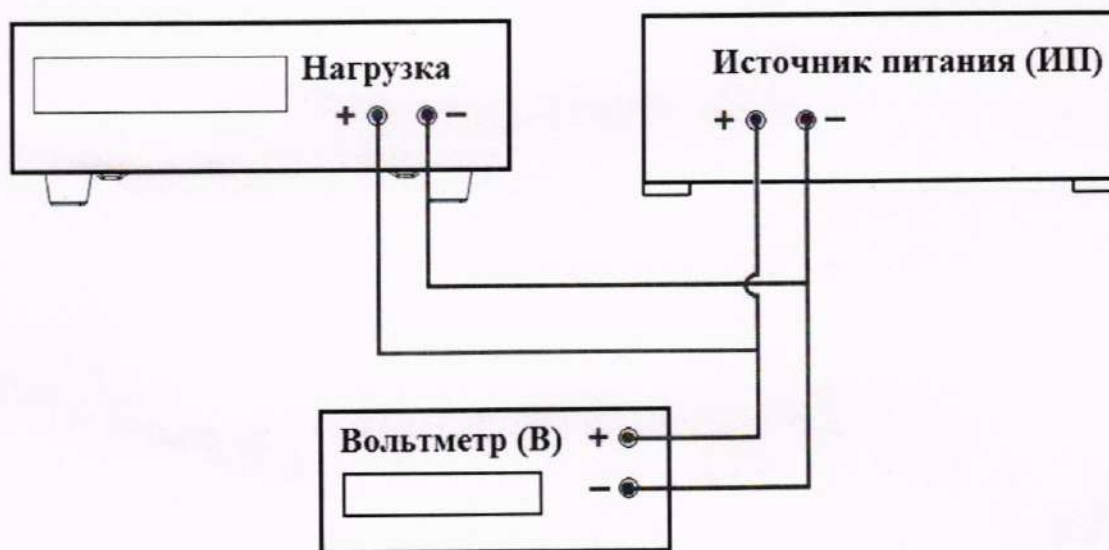 Нагрузка
+ −
Источник питания (ИП)
+ −
Вольтметр (В) +
−